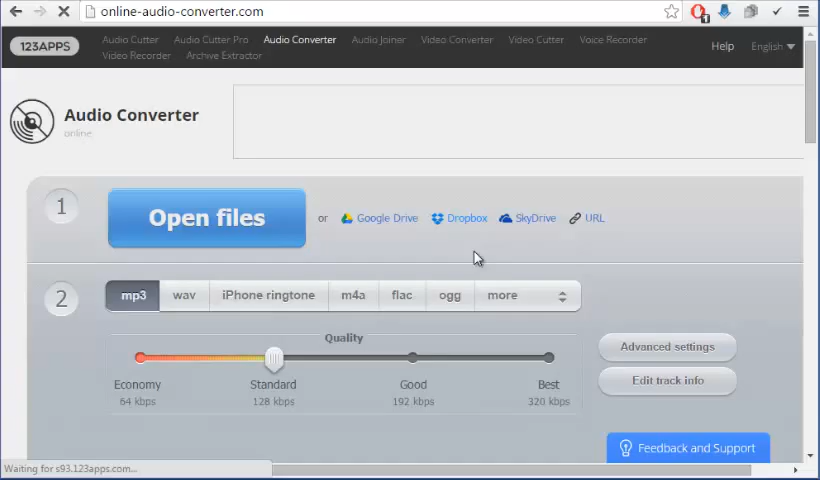 online-audio-converter.com
123APPS
Audio Cutter Audio Cutter Pro Audio Converter Audio Joiner Video Converter Video Cutter Voice Recorder
Video Recorder Archive Extractor
Help English
Audio Converter
online
1 Open files or Google Drive Dropbox SkyDrive URL
2 mp3 wav iPhone ringtone m4a flac ogg more
Quality
Advanced settings
Economy Standard Good Best
Edit track info
64 kbps 128 kbps 192 kbps 320 kbps
Feedback and Support
Waiting for s93.123apps.com...